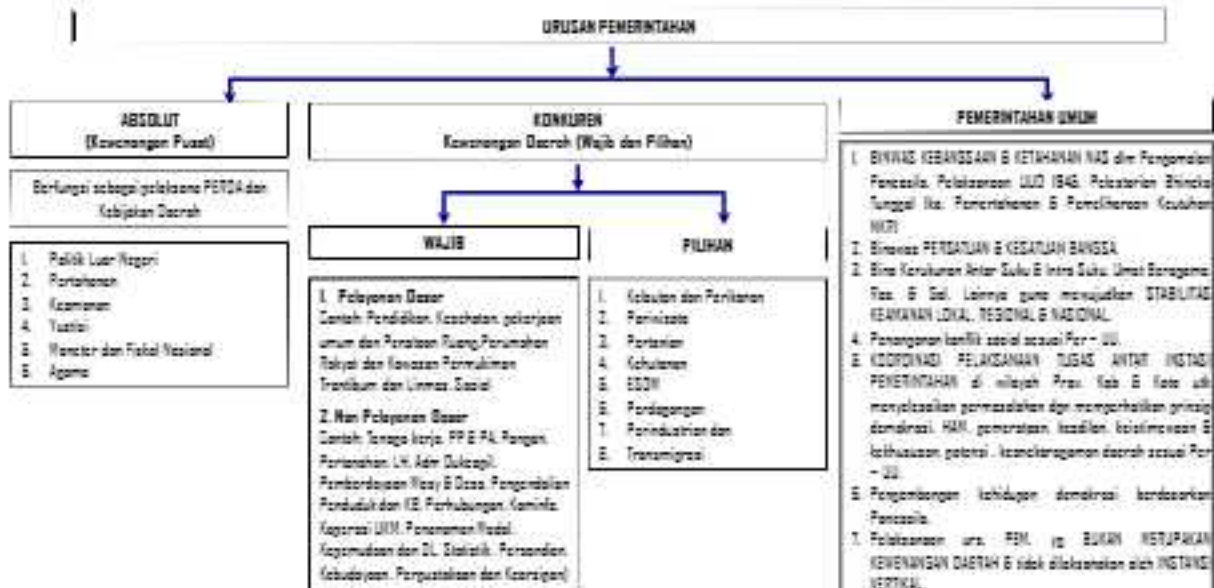 URUSAN PEMERINTAHAN
ABSOLUT
(Kewenangan Pusat)
Berfungsi sebagai pelaksana PERDA dan
Kebijakan Daerah
1. Politik Luar Negeri
2. Pertahanan
3. Keamanan
4. Yustisi
5. Moneter dan Fiskal Nasional
6. Agama
KONKUREN
Kewenangan Daerah (Wajib dan Pilihan)
WAJIB
1. Pelayanan Dasar
Contoh: Pendidikan, Kesehatan, pekerjaan
umum dan Penataan Ruang, Perumahan
Rakyat dan Kawasan Permukiman
Trantibum dan Linmas, Sosial
2. Non Pelayanan Dasar
Contoh: Tenaga kerja, PP & PA, Pangan,
Pertanahan, LH, Adm Dukcapil,
Pemberdayaan Masy & Desa, Pengendalian
Penduduk dan KB, Perhubungan, Kominfo,
Koperasi UKM, Penanaman Modal,
Kepemudaan dan OL, Statistik, Persandian,
Kebudayaan, Perpustakaan dan Kearsipan)
PILIHAN
1. Kelautan dan Perikanan
2. Pariwisata
3. Pertanian
4. Kehutanan
5. ESDM
6. Perdagangan
7. Perindustrian dan
8. Transmigrasi
PEMERINTAHAN UMUM
1. BINWAS KEBANGSAAN & KETAHANAN NAS dlm Pengamalan
Pancasila, Pelaksanaan UUD 1945, Pelestarian Bhineka
Tunggal Ika, Pemertahanan & Pemeliharaan Keutuhan
NKRI
2. Binawas PERSATUAN & KESATUAN BANGSA
3. Bina Kerukunan Antar Suku & Intra Suku, Umat Beragama,
Ras, & Gol. Lainnya guna mewujudkan STABILITAS
KEAMANAN LOKAL, REGIONAL & NASIONAL
4. Penanganan konflik sosial sesuai Per – UU.
5. KOORDINASI PELAKSANAAN TUGAS ANTAR INSTASI
PEMERINTAHAN di wilayah Prov. Kab & Kota utk
menyelesaikan permasalahan dgn memperhatikan prinsip
demokrasi, HAM, pemerataan, keadilan, keistimewaan &
kekhususan, potensi, keanekaragaman daerah sesuai Per
– UU.
6. Pengembangan kehidupan demokrasi berdasarkan
Pancasila.
7. Pelaksanaan urs. PEM. yg BUKAN MERUPAKAN
KEWENANGAN DAERAH & tidak dilaksanakan oleh INSTANSI
VERTIKAL